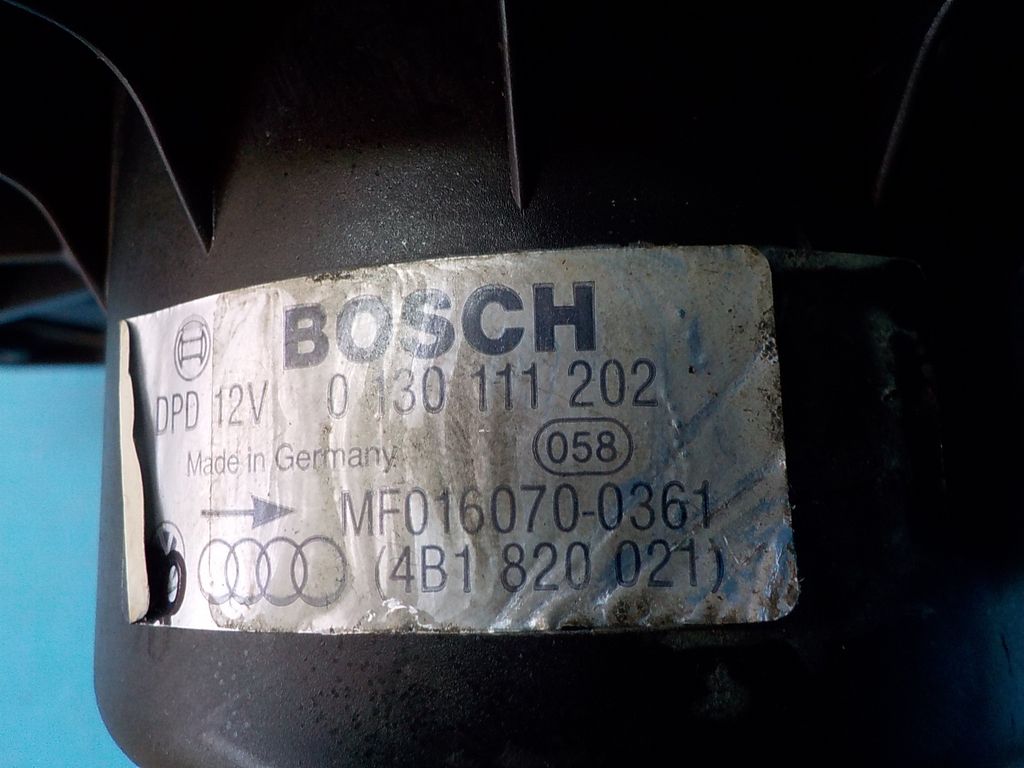 BOSCH
DPD 12V 0 130 111 202
Made in Germany 058
MF016070-0361
(4B1 820 021)